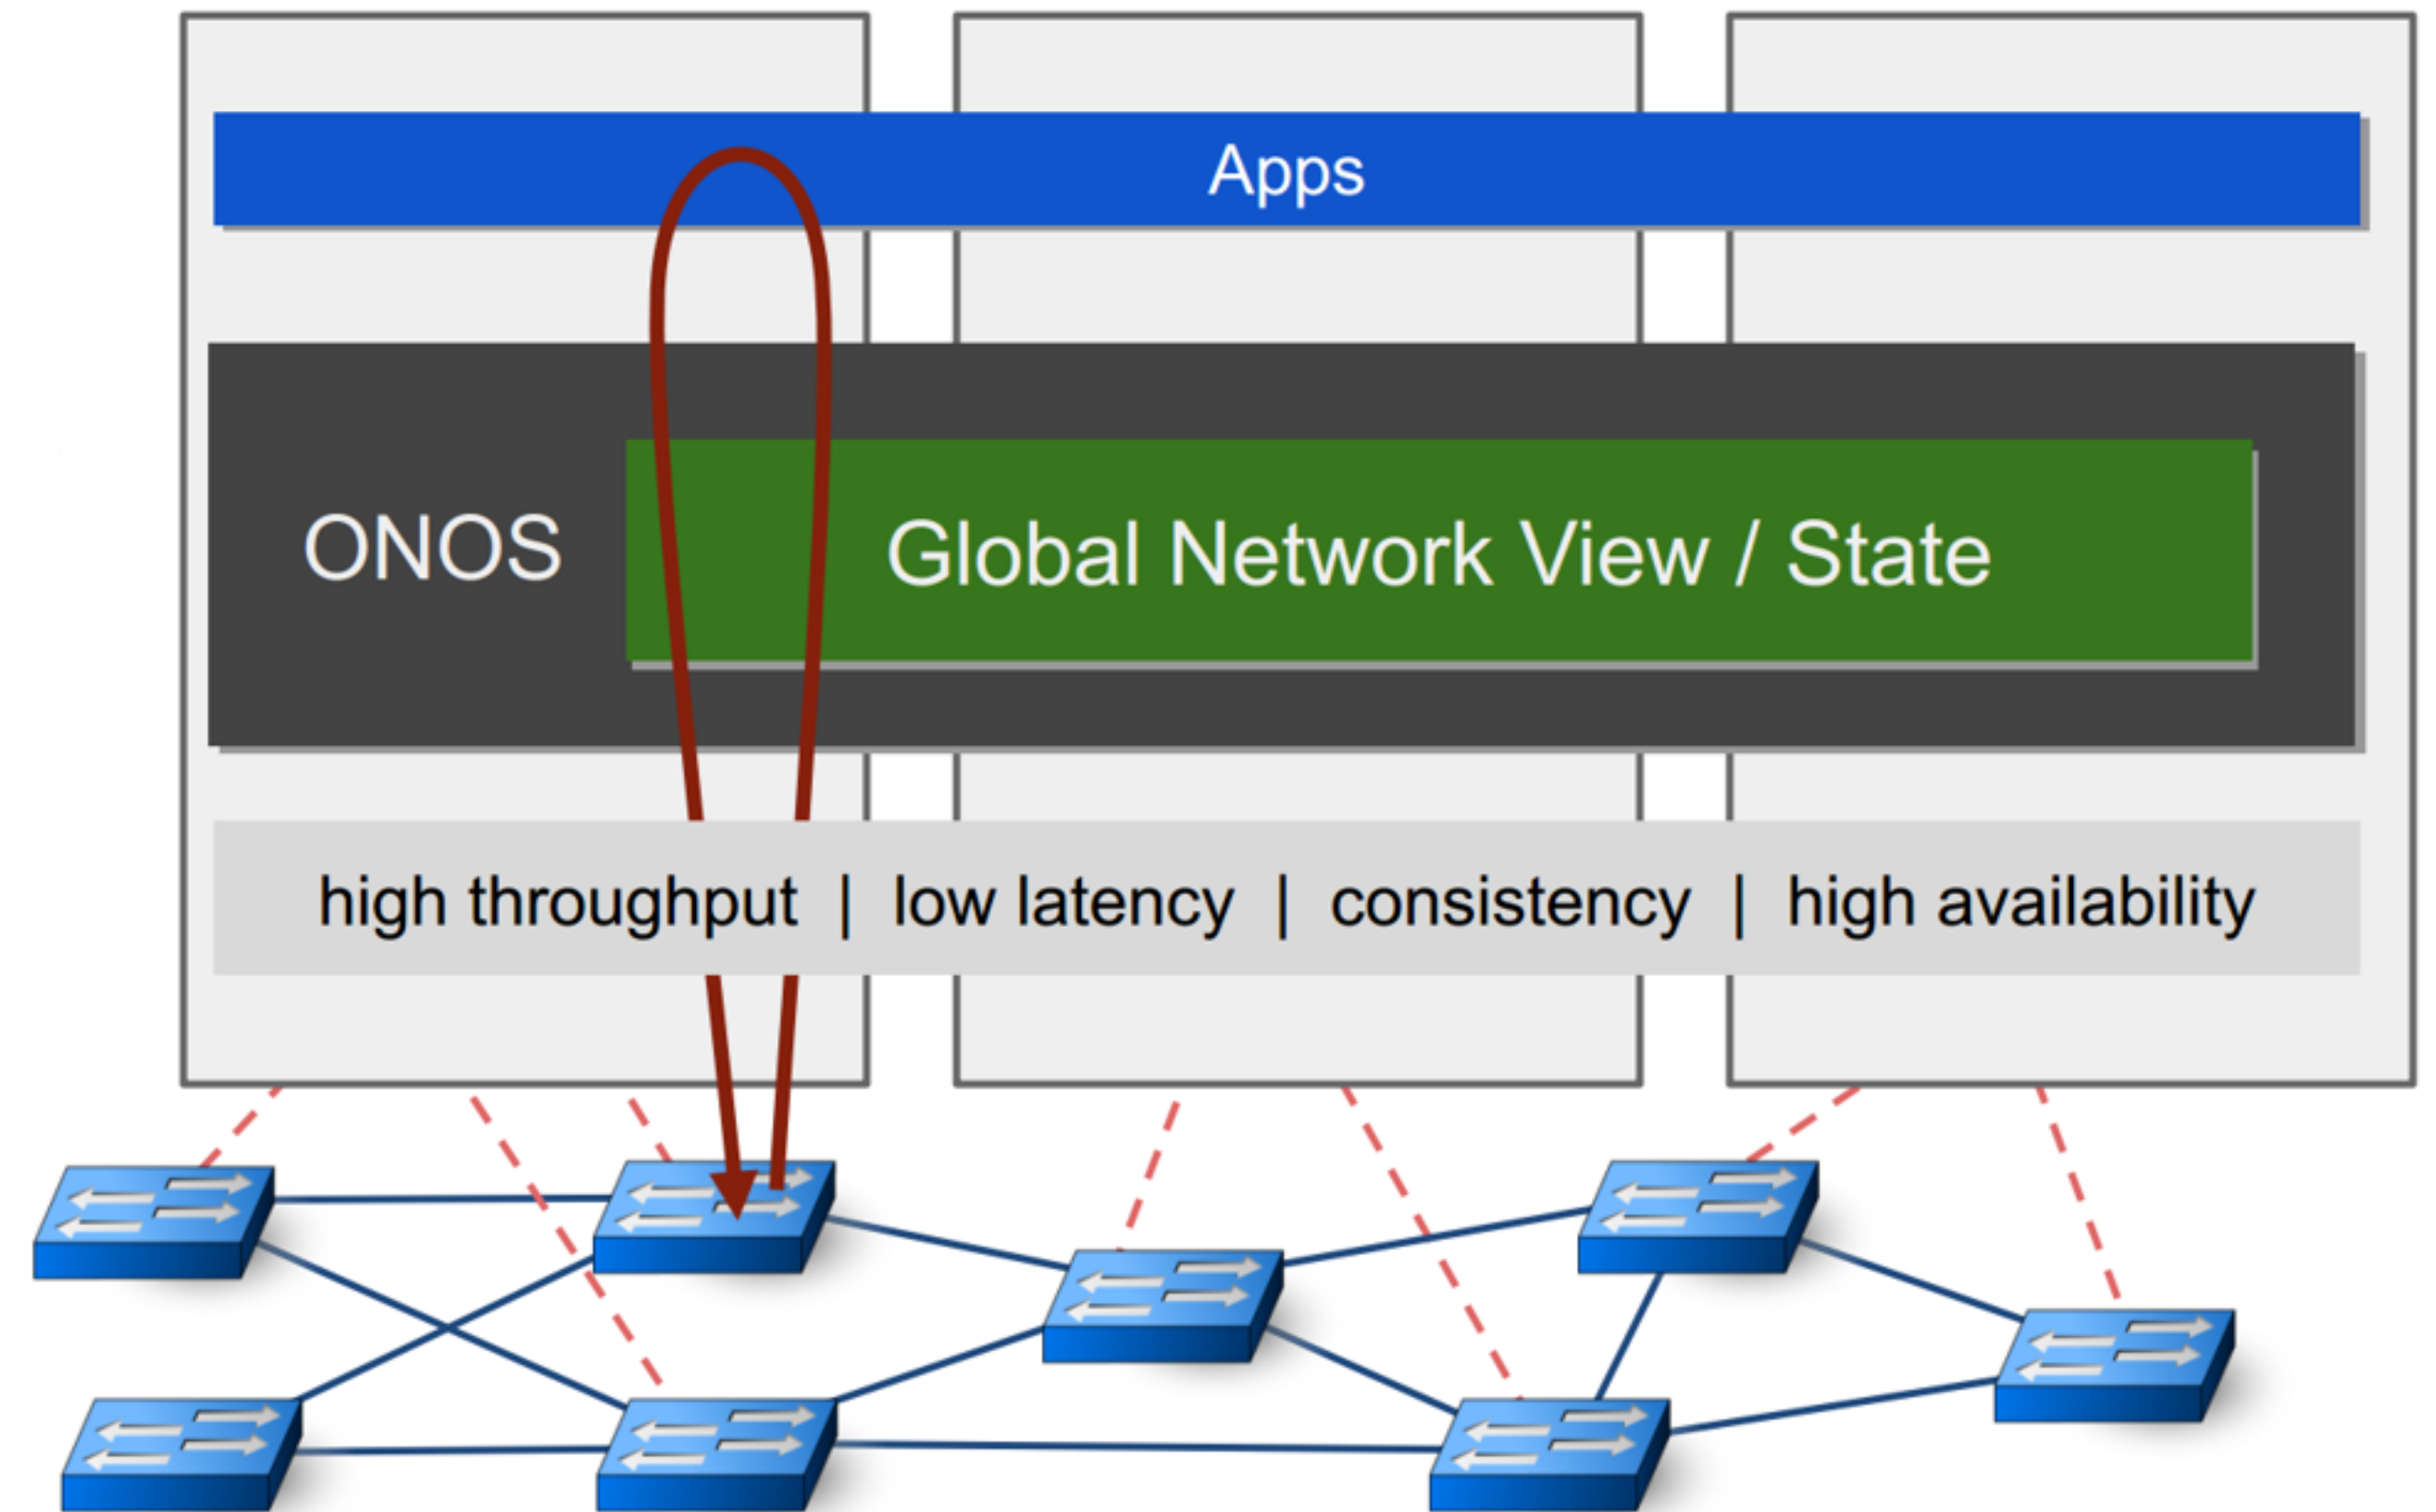 Apps
ONOS
Global Network View / State
high throughput | low latency | consistency | high availability